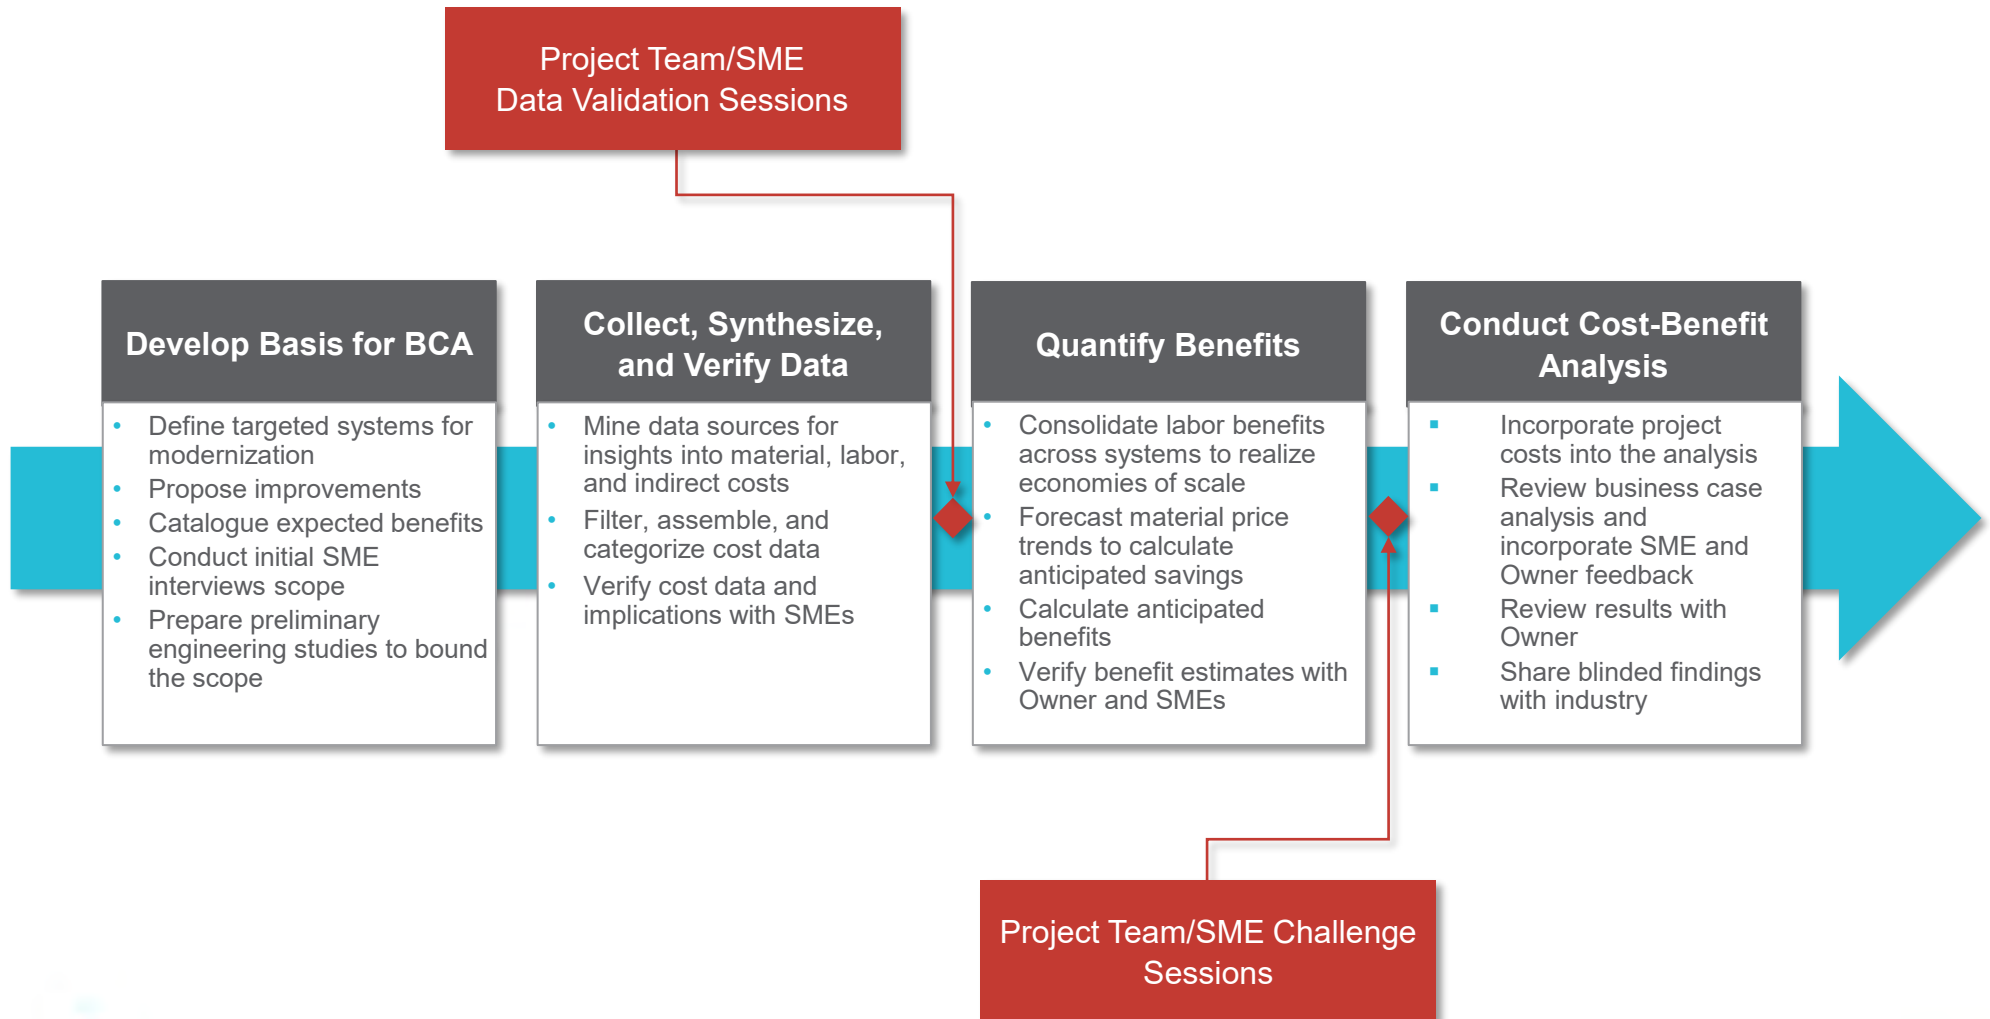 Project Team/SME
Data Validation Sessions
Develop Basis for BCA
• Define targeted systems for
modernization
• Propose improvements
• Catalogue expected benefits
• Conduct initial SME
interviews scope
• Prepare preliminary
engineering studies to bound
the scope
Collect, Synthesize,
and Verify Data
• Mine data sources for
insights into material, labor,
and indirect costs
• Filter, assemble, and
categorize cost data
• Verify cost data and
implications with SMEs
Quantify Benefits
• Consolidate labor benefits
across systems to realize
economies of scale
• Forecast material price
trends to calculate
anticipated savings
• Calculate anticipated
benefits
• Verify benefit estimates with
Owner and SMEs
Conduct Cost-Benefit
Analysis
▪ Incorporate project
costs into the analysis
▪ Review business case
analysis and
incorporate SME and
Owner feedback
▪ Review results with
Owner
▪ Share blinded findings
with industry
Project Team/SME Challenge
Sessions